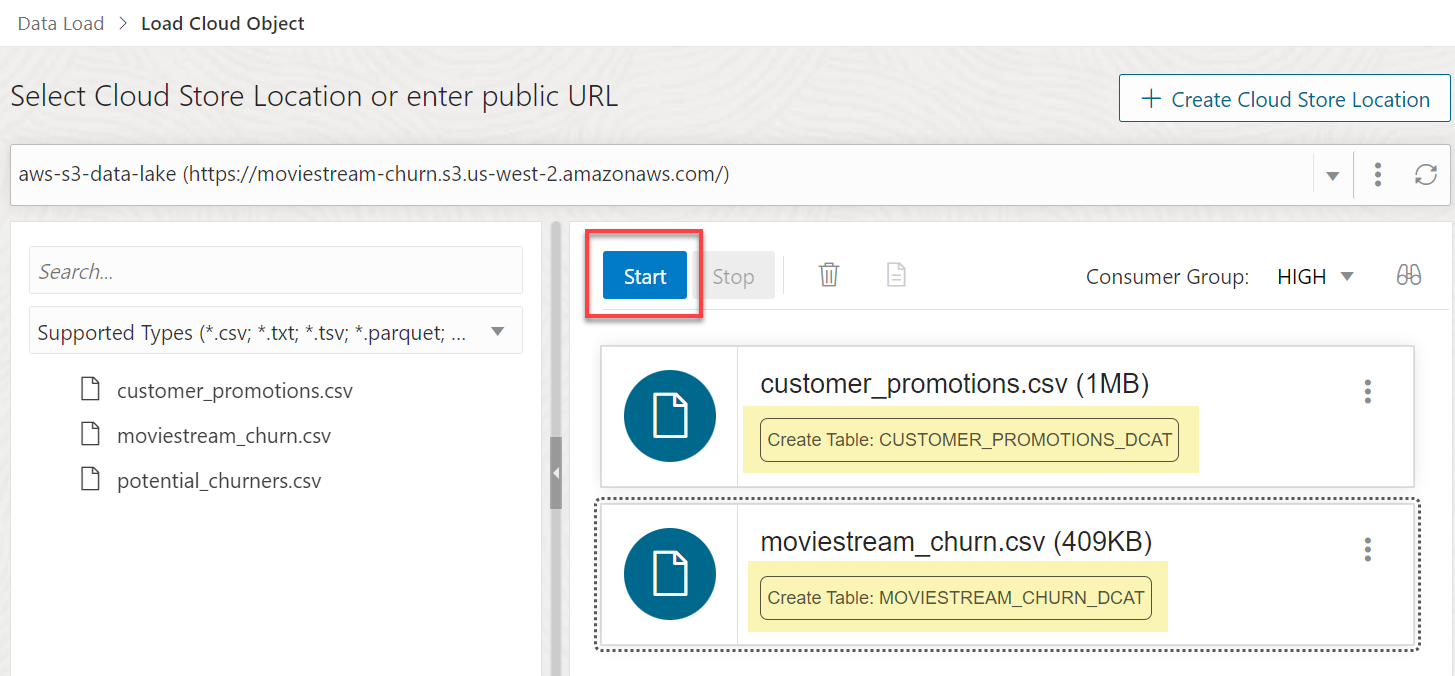 Data Load > Load Cloud Object
Select Cloud Store Location or enter public URL
+ Create Cloud Store Location
aws-s3-data-lake (https://moviestream-churn.s3.us-west-2.amazonaws.com/)
Search...
Supported Types (*.csv; *.txt; *.tsv; *.parquet; ...
customer_promotions.csv
moviestream_churn.csv
potential_churners.csv
Start Stop Consumer Group: HIGH
customer_promotions.csv (1MB)
Create Table: CUSTOMER_PROMOTIONS_DCAT
moviestream_churn.csv (409KB)
Create Table: MOVIESTREAM_CHURN_DCAT